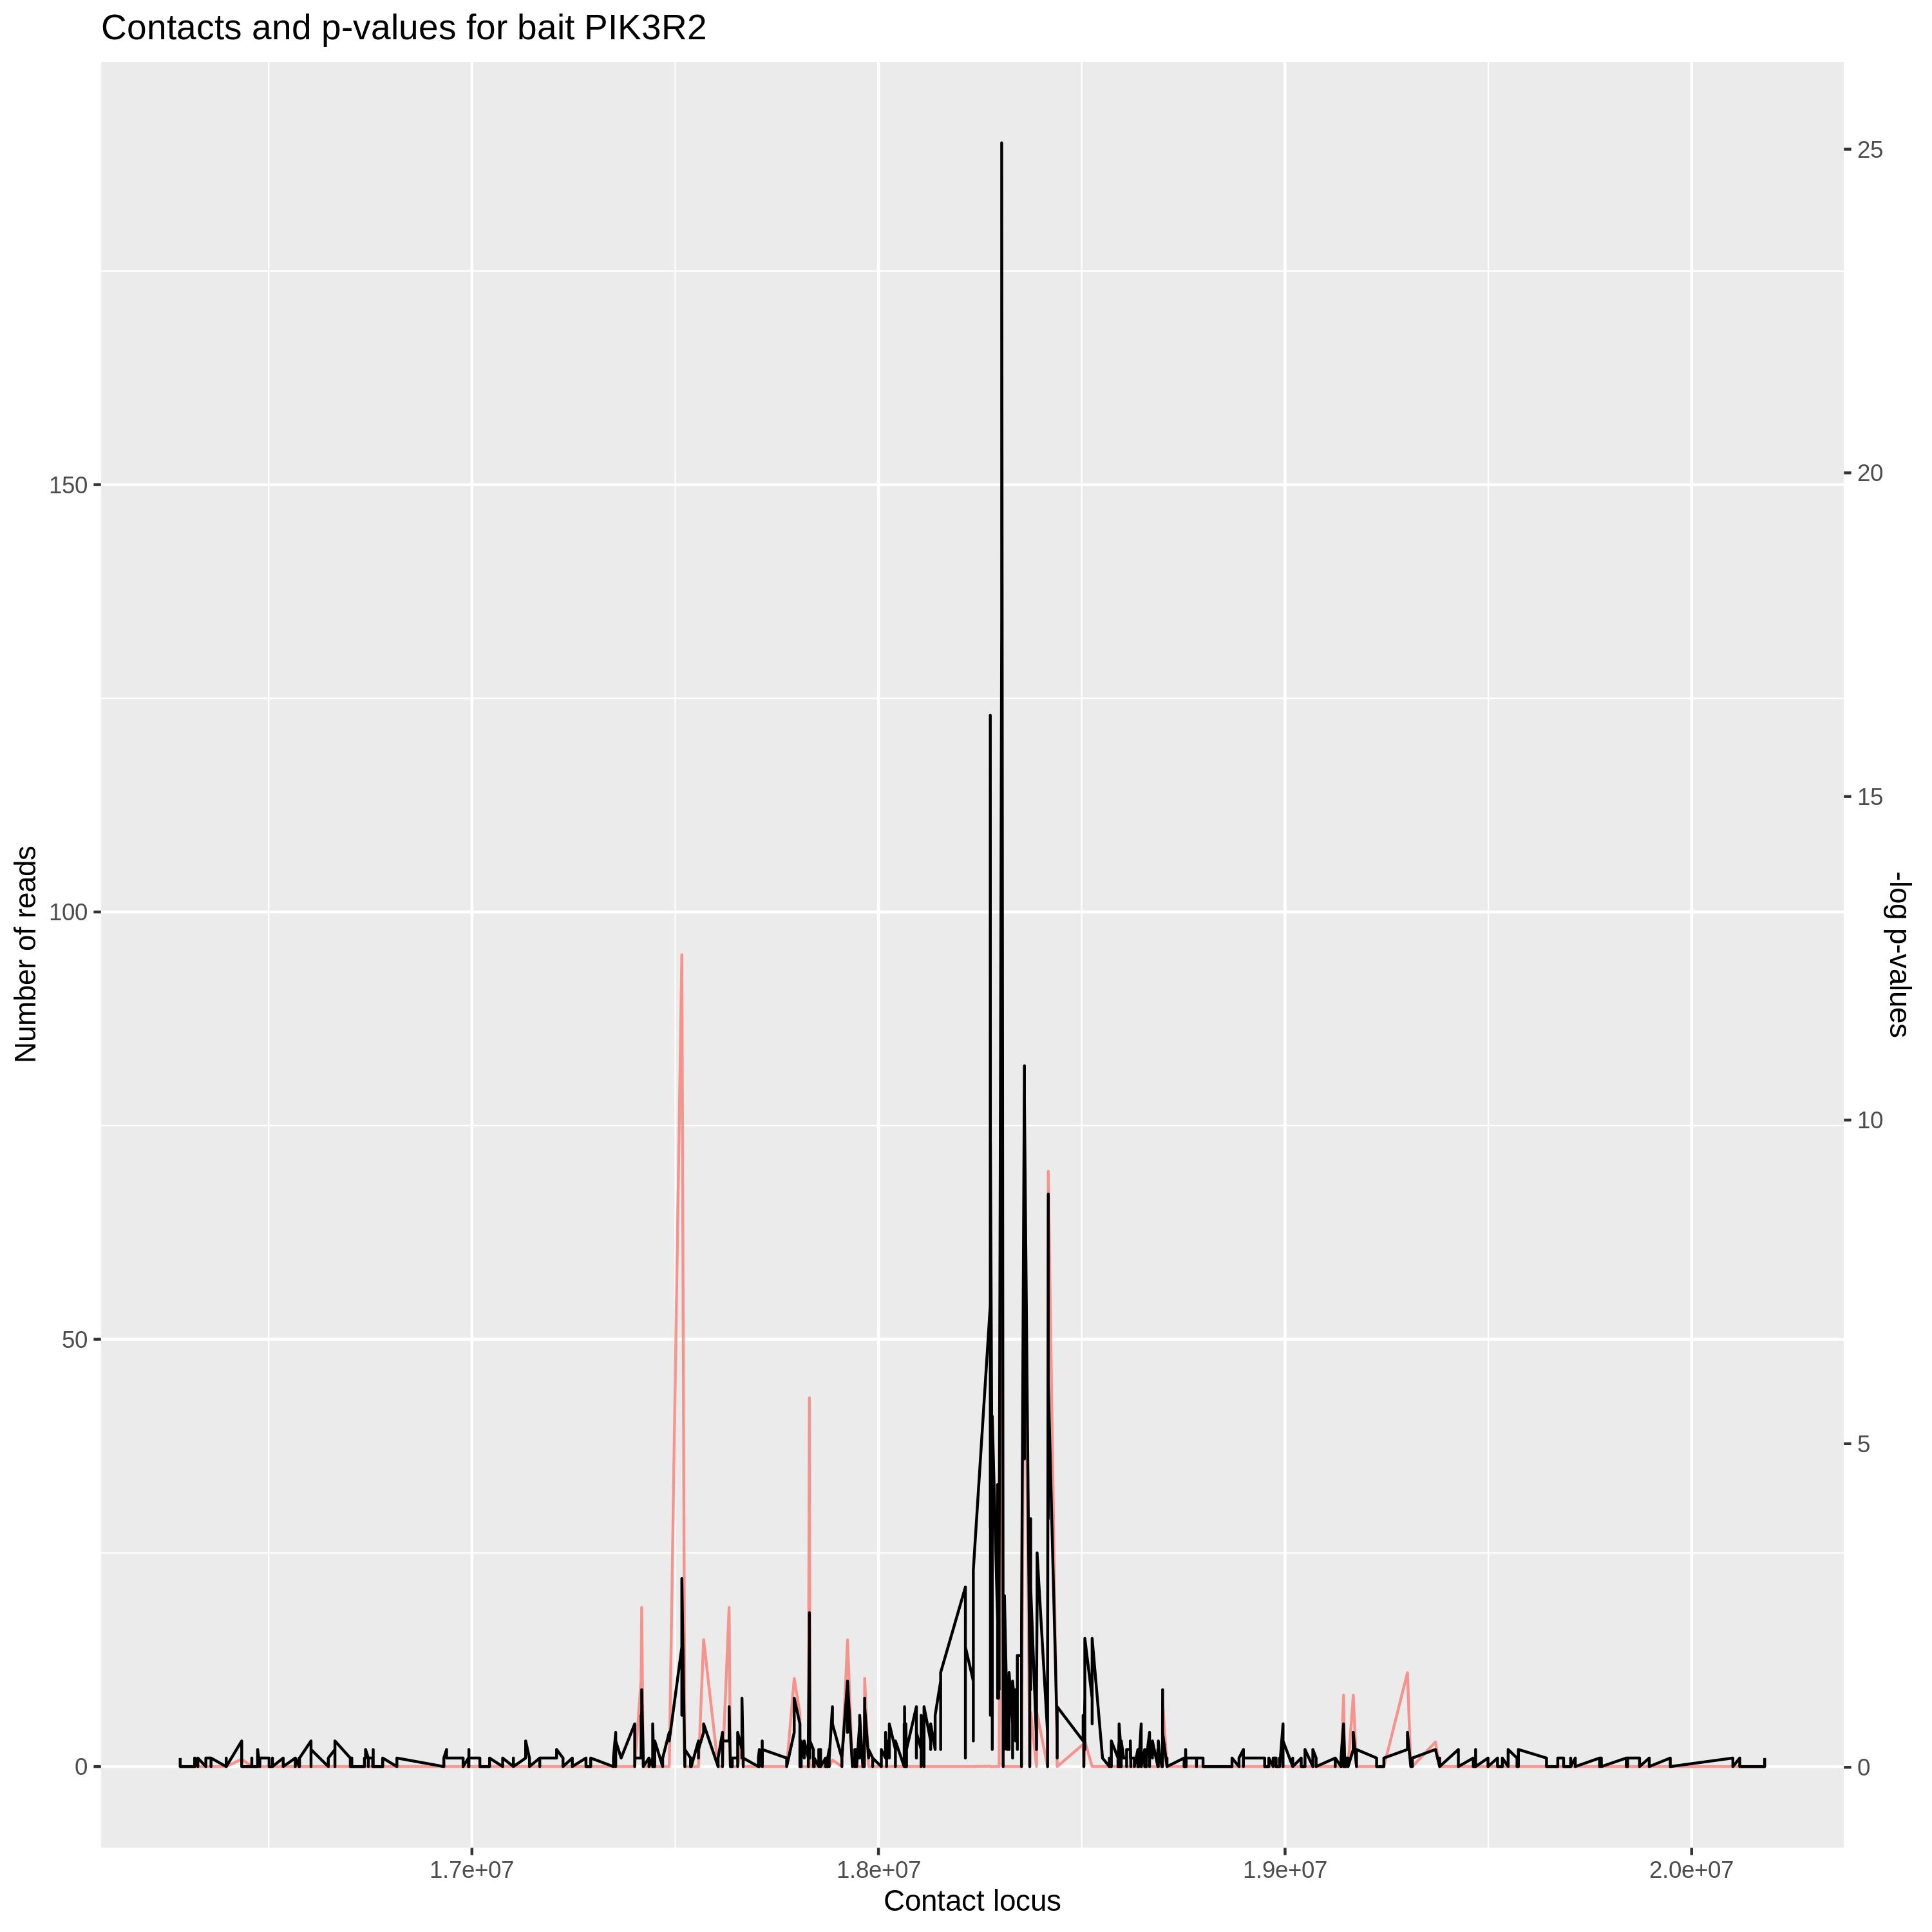 Contacts and p-values for bait PIK3R2
150
100
50
0
25
20
15
10
5
0
Number of reads
-log p-values
1.7e+07
1.8e+07
1.9e+07
2.0e+07
Contact locus